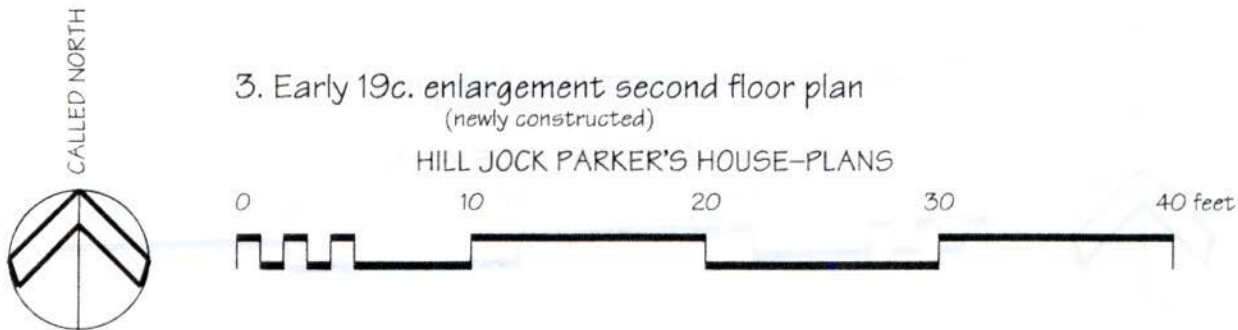 CALLED NORTH
3. Early 19c. enlargement second floor plan
(newly constructed)
HILL JOCK PARKER'S HOUSE–PLANS
0 10 20 30 40 feet